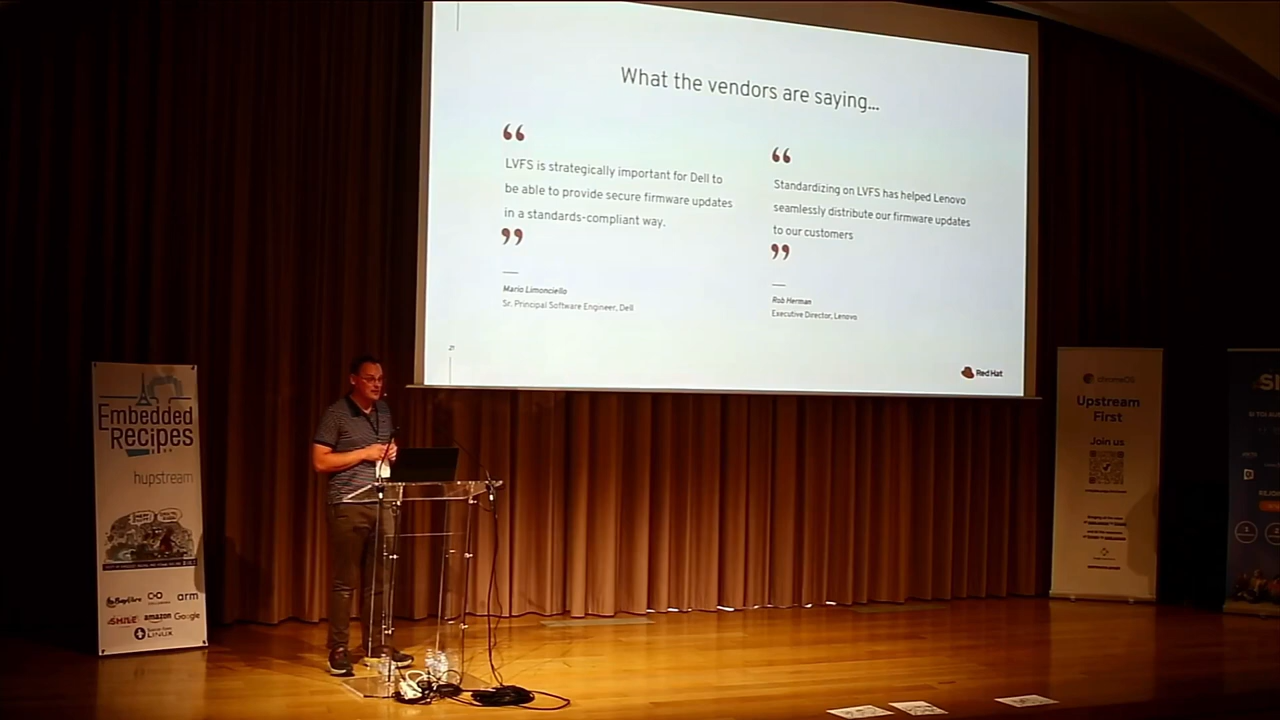 What the vendors are saying...
“
LVFS is strategically important for Dell to
be able to provide secure firmware updates
in a standards-compliant way.
”
Mario Limonciello
Sr. Principal Software Engineer, Dell
“
Standardizing on LVFS has helped Lenovo
seamlessly distribute our firmware updates
to our customers
”
Rob Herman
Executive Director, Lenovo
21
Red Hat
Embedded
Recipes
hupstream
arm
SMILE amazon Google
LINUX
chromeOS
Upstream
First
Join us